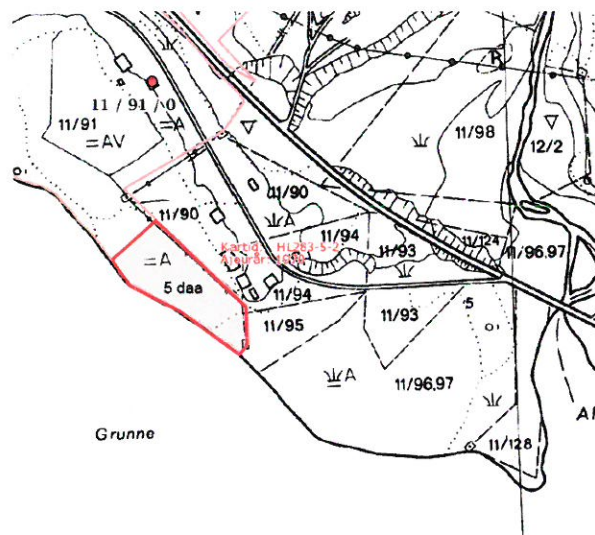 11/98
12/2
11 / 91 / 0
A
11/91
=AV
11/90
11/90
A
11/94
11/93
11/124
11/96,97
Kartbl. HL283-5-2
A
5 daa
11/94
11/95
11/93
5
A
11/96,97
Grunne
11/128